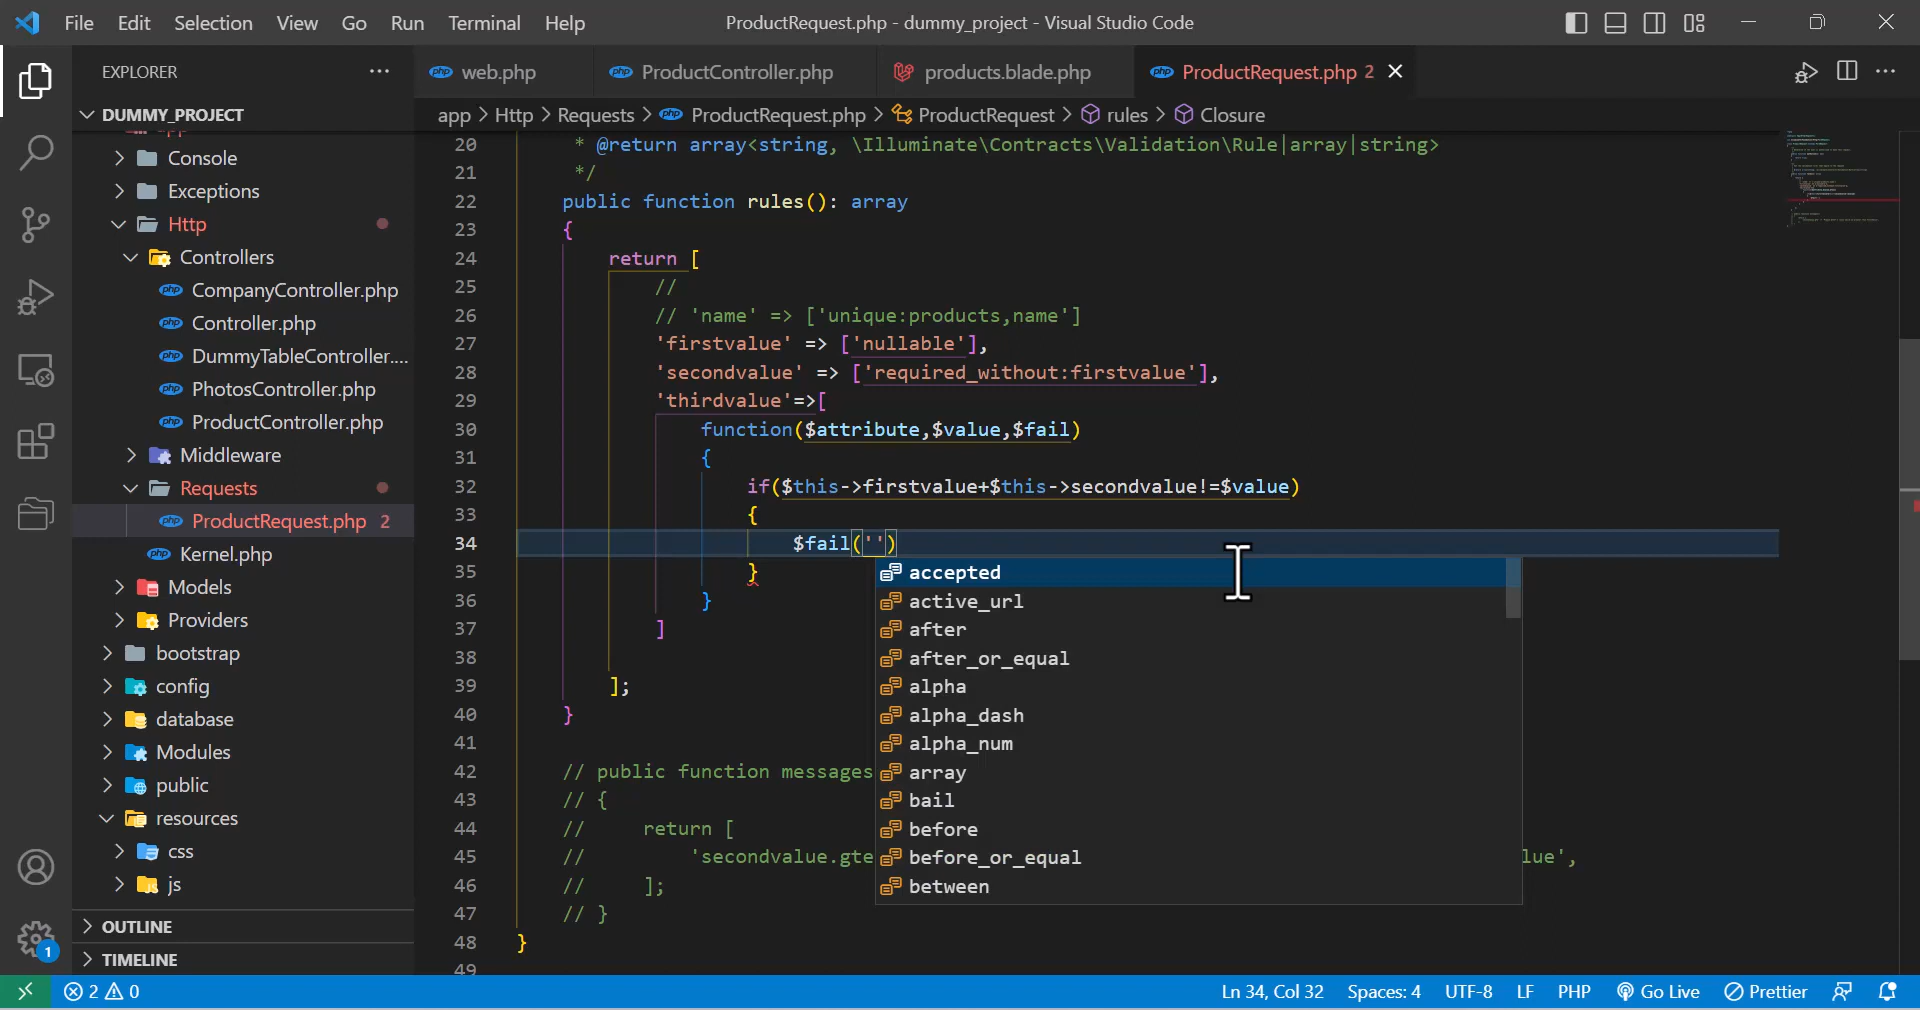 File Edit Selection View Go Run Terminal Help ProductRequest.php - dummy_project - Visual Studio Code
EXPLORER
DUMMY_PROJECT
app
Console
Exceptions
Http
Controllers
CompanyController.php
Controller.php
DummyTableController....
PhotosController.php
ProductController.php
Middleware
Requests
ProductRequest.php 2
Kernel.php
Models
Providers
bootstrap
config
database
Modules
public
resources
css
js
OUTLINE
TIMELINE
web.php ProductController.php products.blade.php ProductRequest.php 2
app > Http > Requests > ProductRequest.php > ProductRequest > rules > Closure
20 * @return array<string, \Illuminate\Contracts\Validation\Rule|array|string>
21 */
22 public function rules(): array
23 {
24 return [
25 //
26 // 'name' => ['unique:products,name']
27 'firstvalue' => ['nullable'],
28 'secondvalue' => ['required_without:firstvalue'],
29 'thirdvalue'=>[
30 function($attribute,$value,$fail)
31 {
32 if($this->firstvalue+$this->secondvalue!=$value)
33 {
34 $fail('')
35 }
36 }
37 ]
38
39 ];
40 }
41
42 // public function messages
43 // {
44 // return [
45 // 'secondvalue.gte lue',
46 // ];
47 // }
48 }
49
accepted
active_url
after
after_or_equal
alpha
alpha_dash
alpha_num
array
bail
before
before_or_equal
between
1
2 0 Ln 34, Col 32 Spaces: 4 UTF-8 LF PHP Go Live Prettier